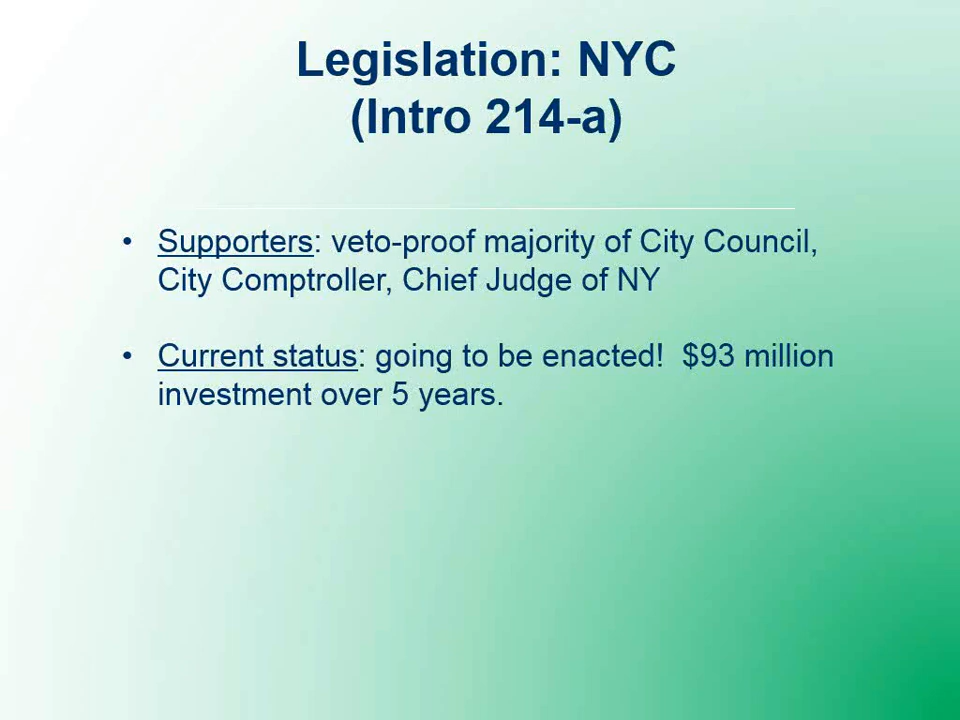 Legislation: NYC
(Intro 214-a)
• Supporters: veto-proof majority of City Council,
City Comptroller, Chief Judge of NY
• Current status: going to be enacted!  $93 million
investment over 5 years.